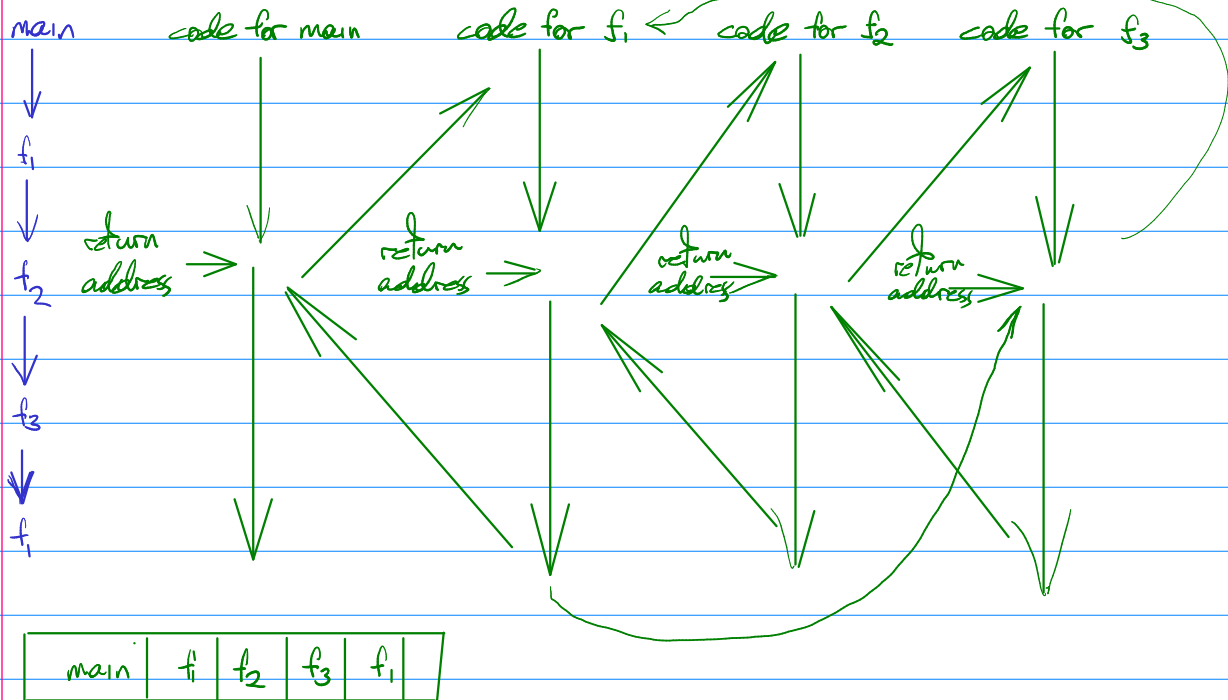 main
code for main
code for f₁
code for f₂
code for f₃
f₁
return
address
return
address
return
address
return
address
f₂
f₃
f₁
main f₁ f₂ f₃ f₁